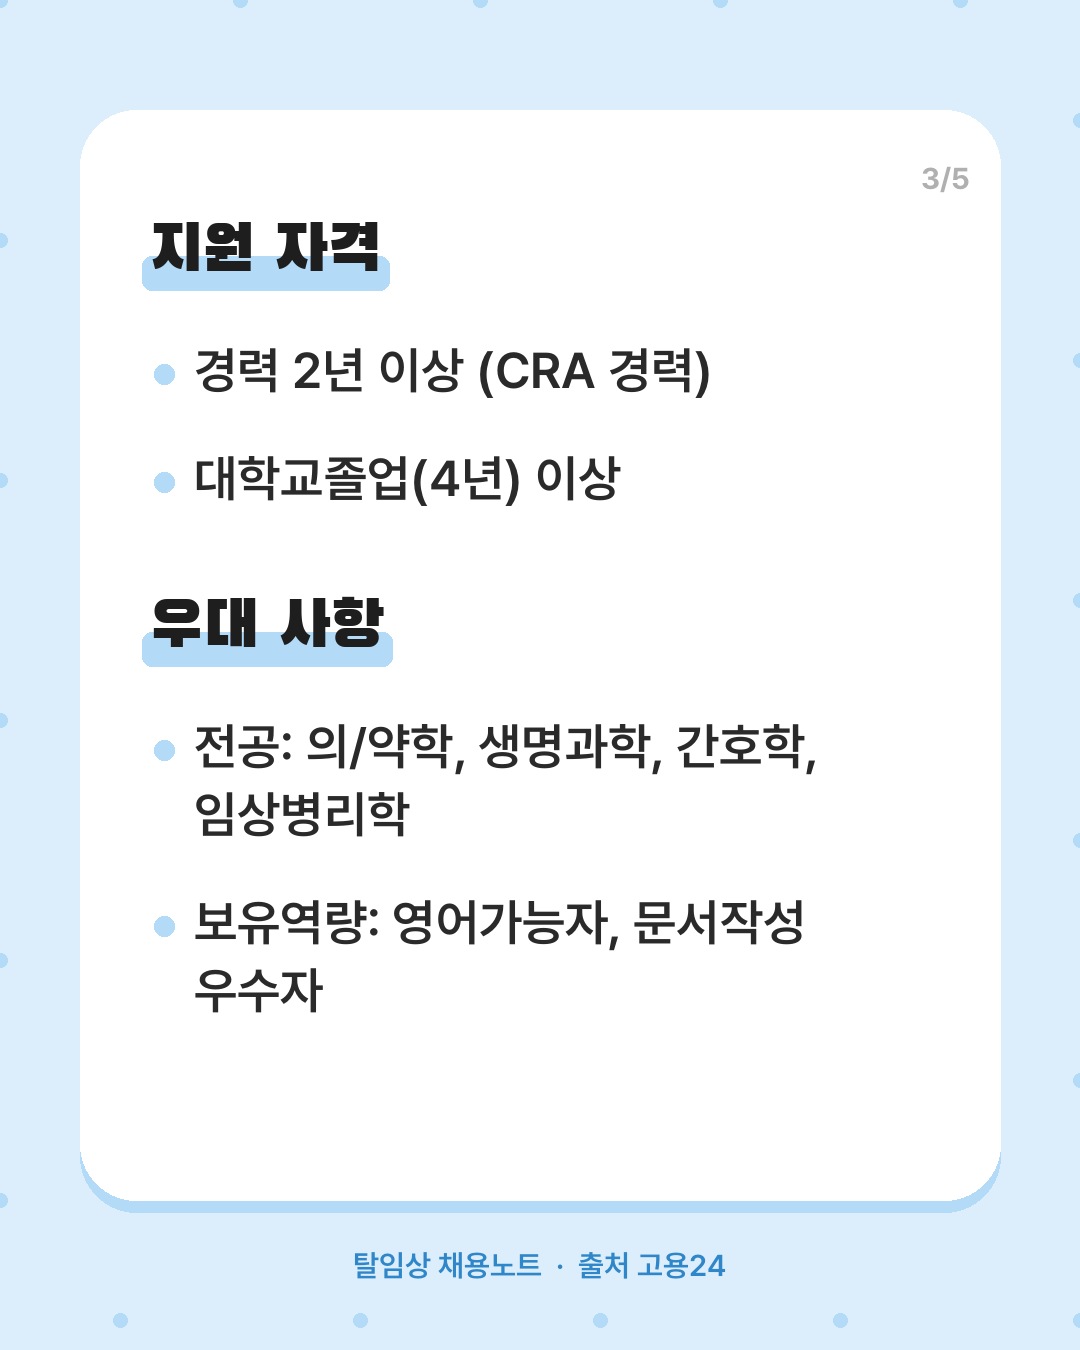 3/5
지원 자격
경력 2년 이상 (CRA 경력)
대학교졸업(4년) 이상
우대 사항
전공: 의/약학, 생명과학, 간호학,
임상병리학
보유역량: 영어가능자, 문서작성
우수자
탈임상 채용노트 · 출처 고용24